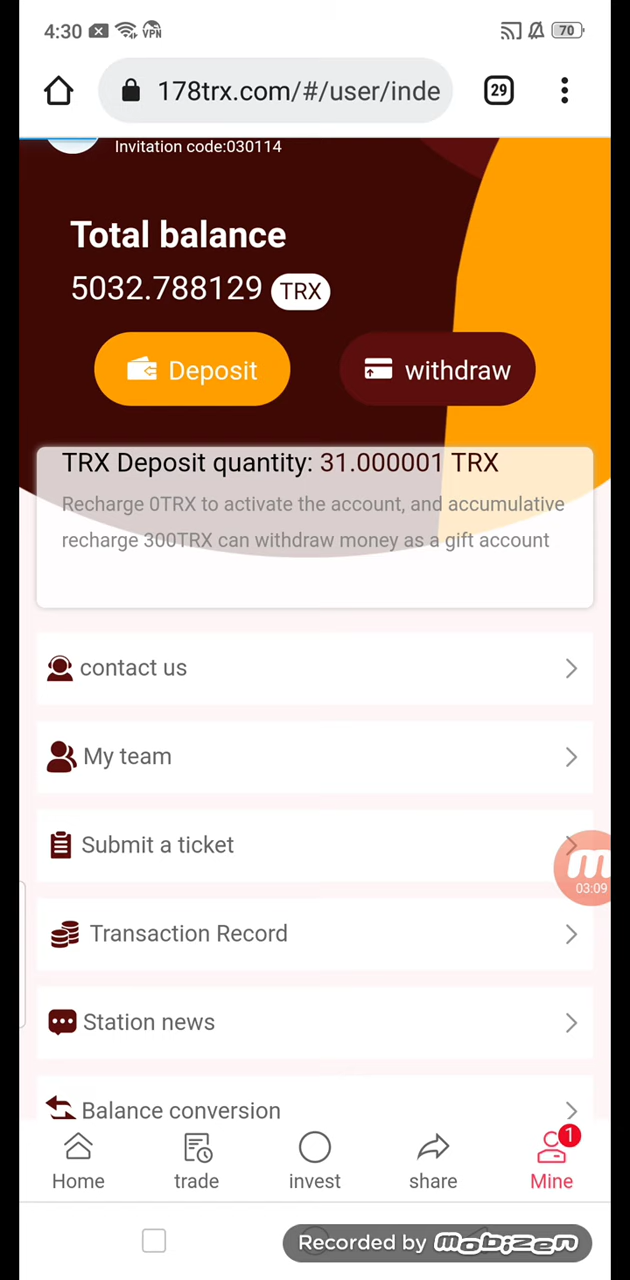 4:30 VPN 70
178trx.com/#/user/inde 29
Invitation code:030114
Total balance
5032.788129 TRX
Deposit withdraw
TRX Deposit quantity: 31.000001 TRX
Recharge 0TRX to activate the account, and accumulative
recharge 300TRX can withdraw money as a gift account
contact us
My team
Submit a ticket
03:09
Transaction Record
Station news
Balance conversion
1
Home trade invest share Mine
Recorded by mobizen